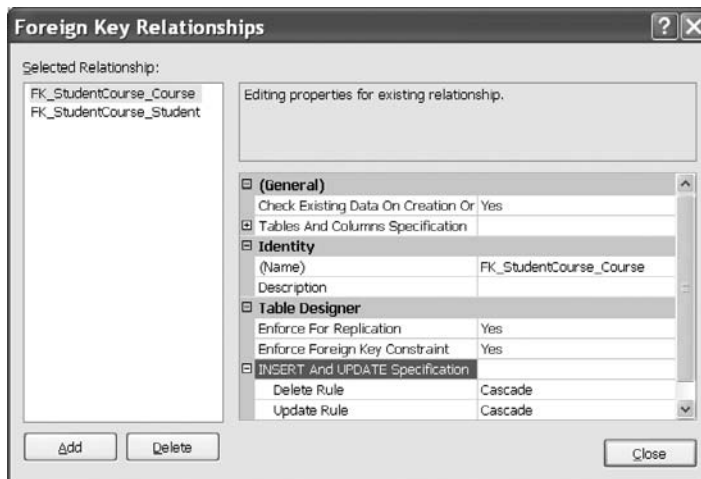 Foreign Key Relationships
Selected Relationship:
FK_StudentCourse_Course
FK_StudentCourse_Student
Editing properties for existing relationship.
(General)
Check Existing Data On Creation Or Yes
Tables And Columns Specification
Identity
(Name) FK_StudentCourse_Course
Description
Table Designer
Enforce For Replication Yes
Enforce Foreign Key Constraint Yes
INSERT And UPDATE Specification
Delete Rule Cascade
Update Rule Cascade
Add Delete Close